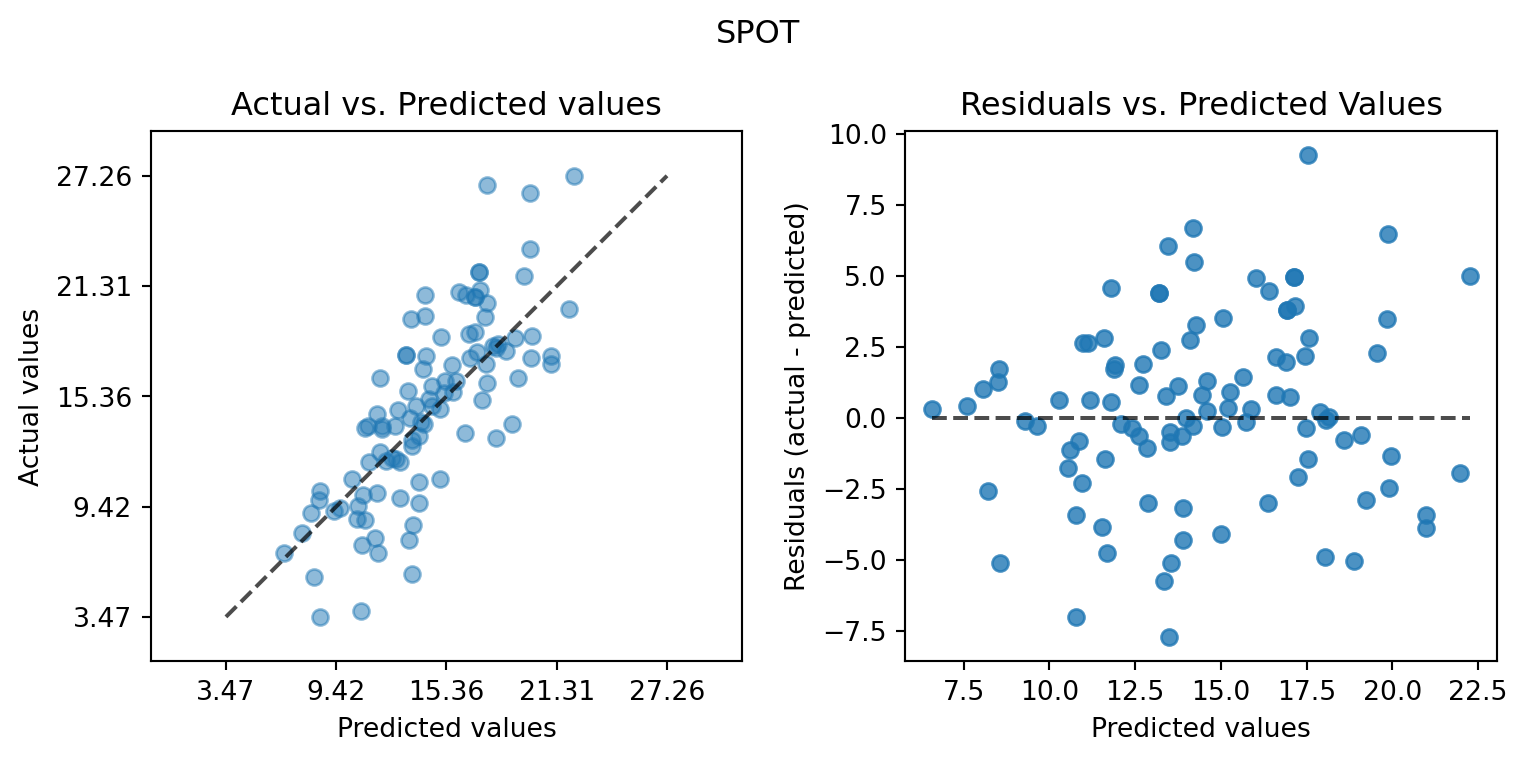 SPOT
Actual vs. Predicted values
Actual values
27.26
21.31
15.36
9.42
3.47
3.47 9.42 15.36 21.31 27.26
Predicted values
Residuals vs. Predicted Values
Residuals (actual - predicted)
10.0
7.5
5.0
2.5
0.0
−2.5
−5.0
−7.5
7.5 10.0 12.5 15.0 17.5 20.0 22.5
Predicted values